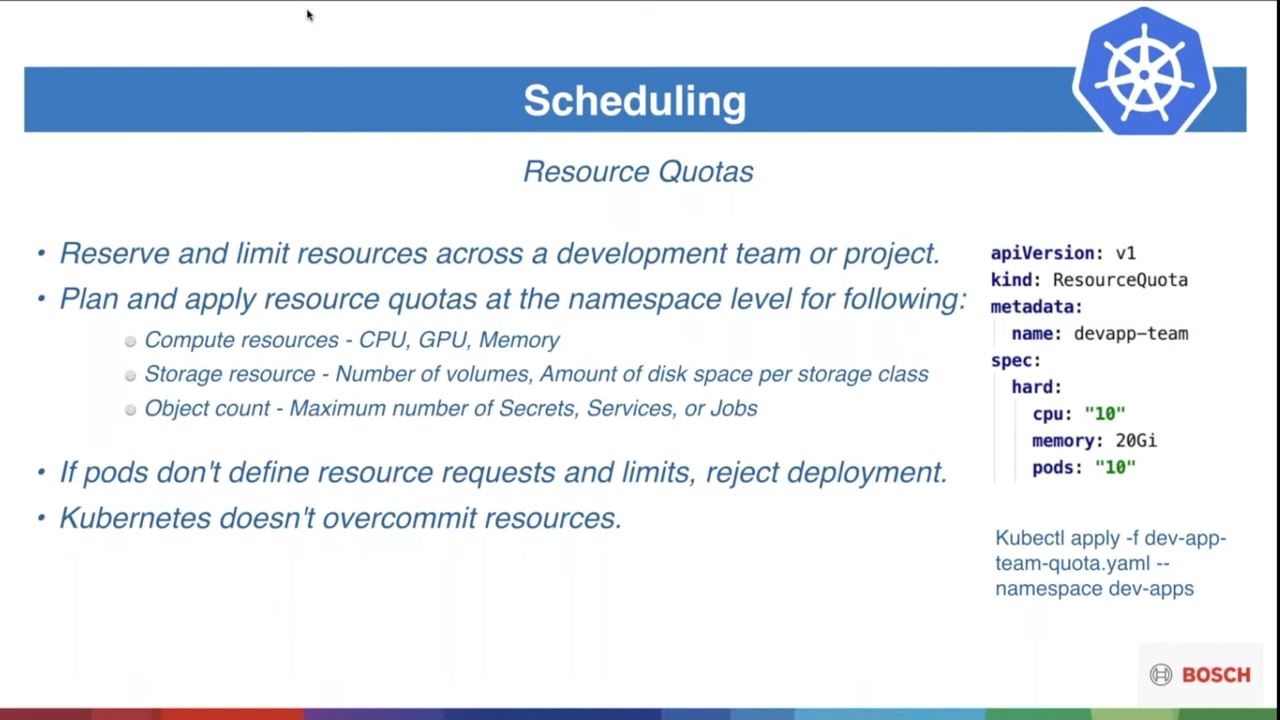 Scheduling
Resource Quotas
• Reserve and limit resources across a development team or project.
• Plan and apply resource quotas at the namespace level for following:
Compute resources - CPU, GPU, Memory
Storage resource - Number of volumes, Amount of disk space per storage class
Object count - Maximum number of Secrets, Services, or Jobs
• If pods don't define resource requests and limits, reject deployment.
• Kubernetes doesn't overcommit resources.
apiVersion: v1
kind: ResourceQuota
metadata:
  name: devapp-team
spec:
  hard:
    cpu: "10"
    memory: 20Gi
    pods: "10"
Kubectl apply -f dev-app-
team-quota.yaml --
namespace dev-apps
BOSCH